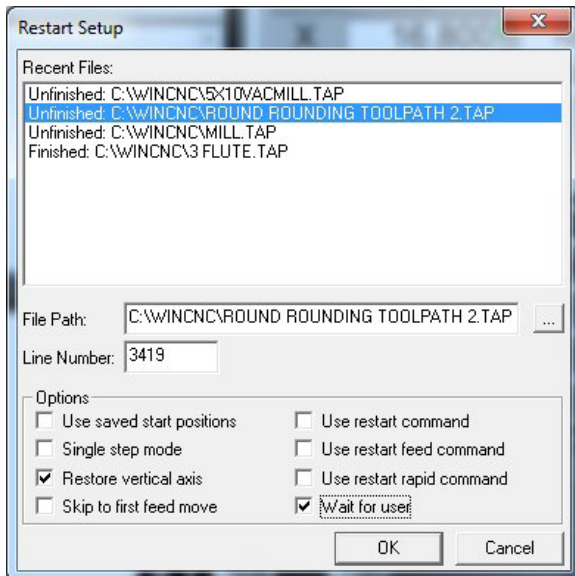 Restart Setup
X
Recent Files:
Unfinished: C:\WINCNC\5X10VACMILL.TAP
Unfinished: C:\WINCNC\ROUND ROUNDING TOOLPATH 2.TAP
Unfinished: C:\WINCNC\MILL.TAP
Finished: C:\WINCNC\3 FLUTE.TAP
File Path: C:\WINCNC\ROUND ROUNDING TOOLPATH 2.TAP ...
Line Number: 3419
Options
Use saved start positions Use restart command
Single step mode Use restart feed command
Restore vertical axis Use restart rapid command
Skip to first feed move Wait for user
OK Cancel